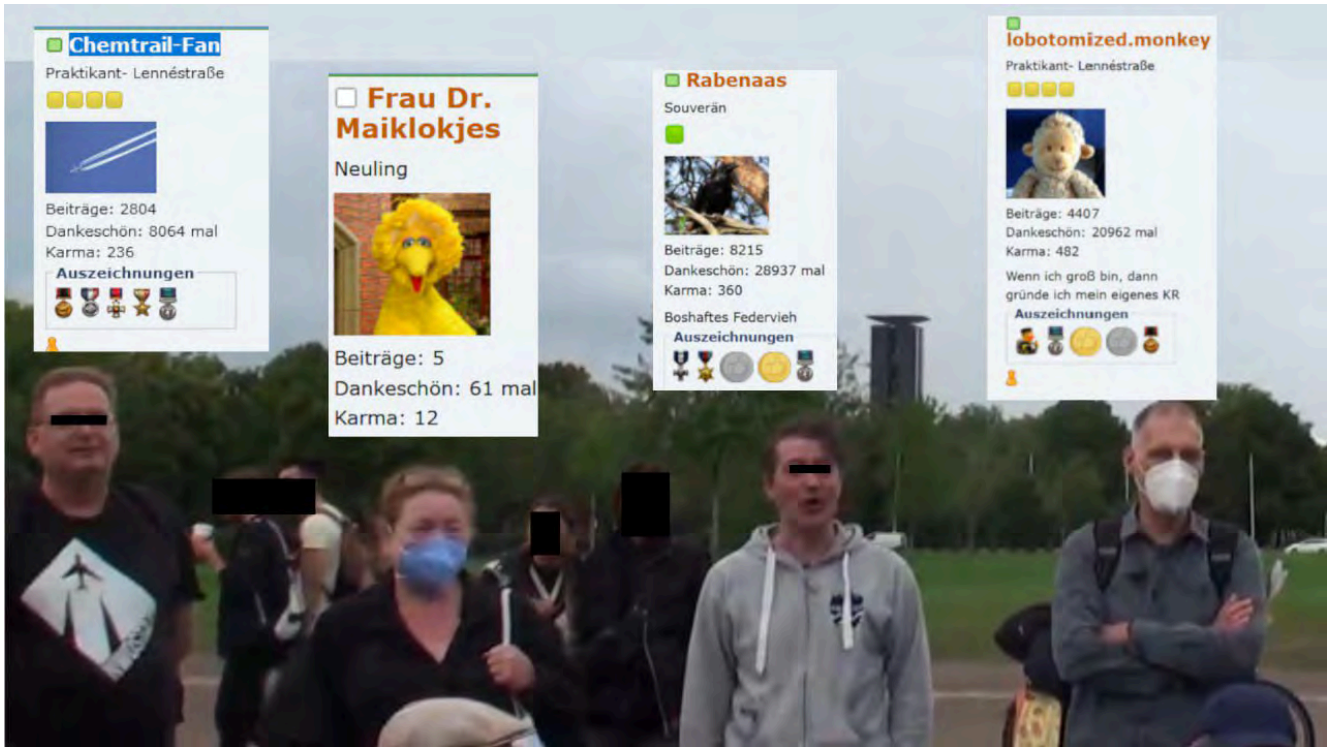 Chemtrail-Fan
Praktikant- Lennéstraße
Beiträge: 2804
Dankeschön: 8064 mal
Karma: 236
Auszeichnungen
Frau Dr.
Maiklokjes
Neuling
Beiträge: 5
Dankeschön: 61 mal
Karma: 12
Rabenaas
Souverän
Beiträge: 8215
Dankeschön: 28937 mal
Karma: 360
Boshaftes Federvieh
Auszeichnungen
lobotomized.monkey
Praktikant- Lennéstraße
Beiträge: 4407
Dankeschön: 20962 mal
Karma: 482
Wenn ich groß bin, dann
gründe ich mein eigenes KR
Auszeichnungen